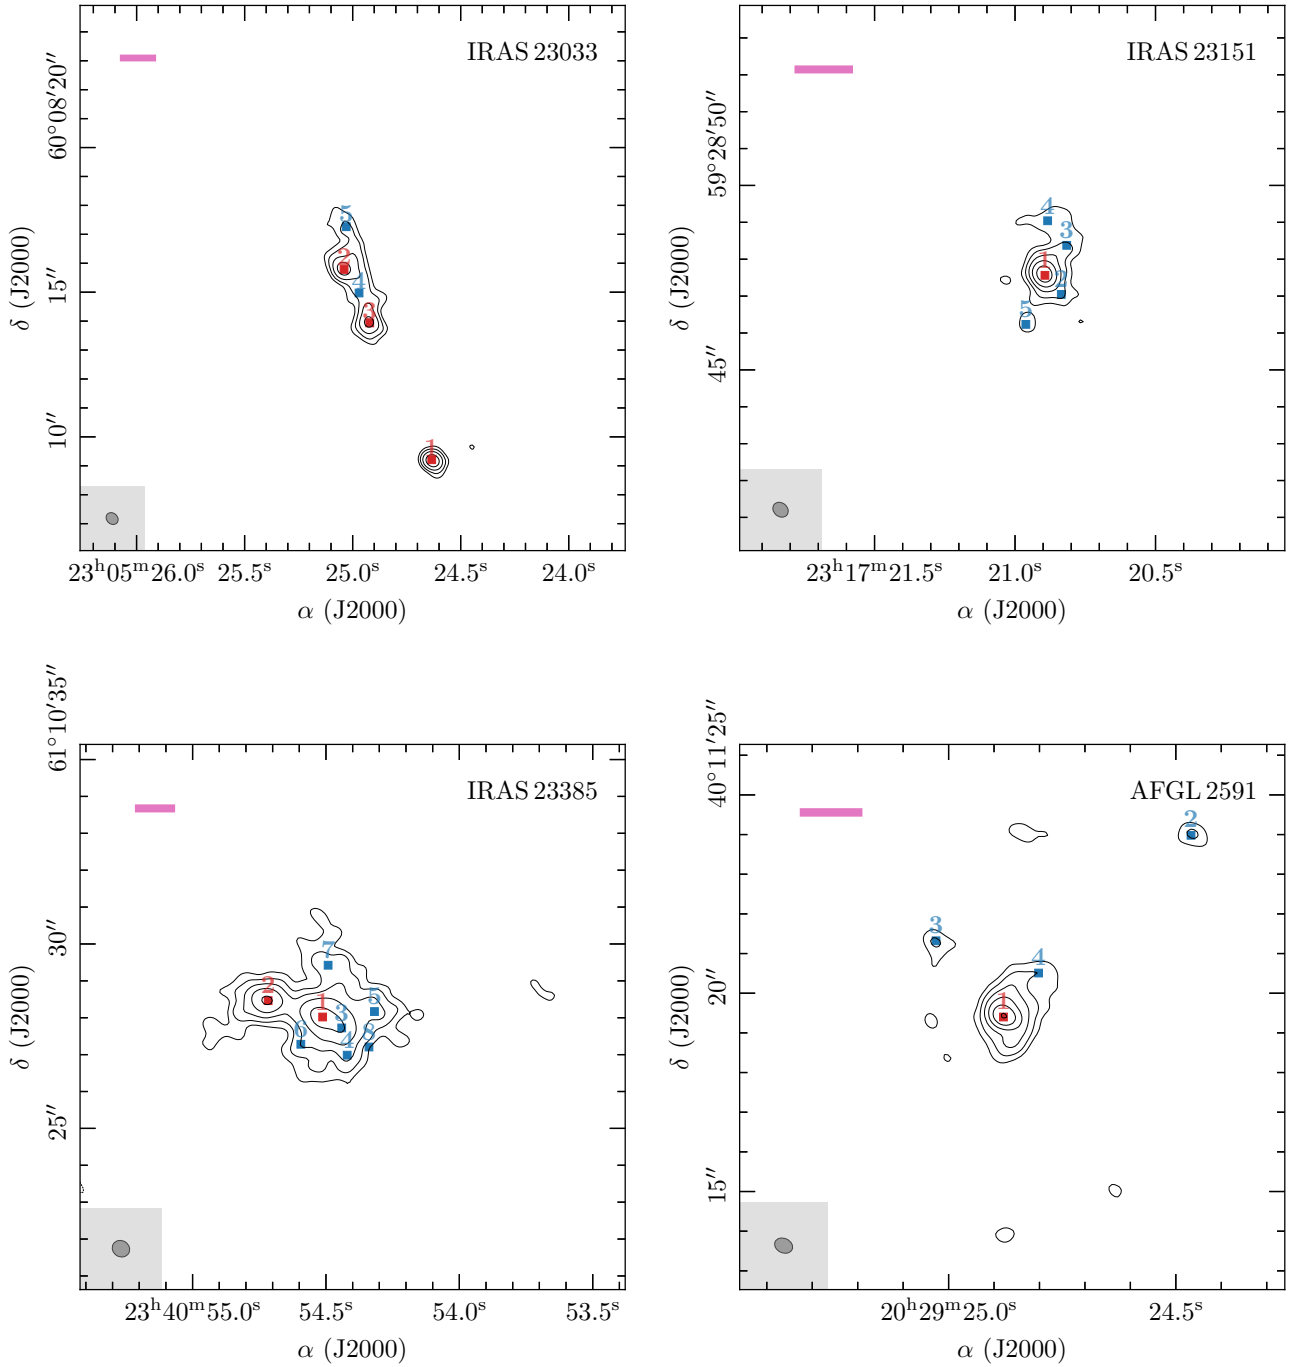 IRAS 23033
60°08′20″
15″
10″
δ (J2000)
5
2
4
3
1
23ʰ05ᵐ26.0ˢ 25.5ˢ 25.0ˢ 24.5ˢ 24.0ˢ
α (J2000)
IRAS 23151
59°28′50″
45″
δ (J2000)
4
3
1
2
5
23ʰ17ᵐ21.5ˢ 21.0ˢ 20.5ˢ
α (J2000)
IRAS 23385
61°10′35″
30″
25″
δ (J2000)
7
2
1
3
5
6
4
8
23ʰ40ᵐ55.0ˢ 54.5ˢ 54.0ˢ 53.5ˢ
α (J2000)
AFGL 2591
40°11′25″
20″
15″
δ (J2000)
2
3
4
1
20ʰ29ᵐ25.0ˢ 24.5ˢ
α (J2000)